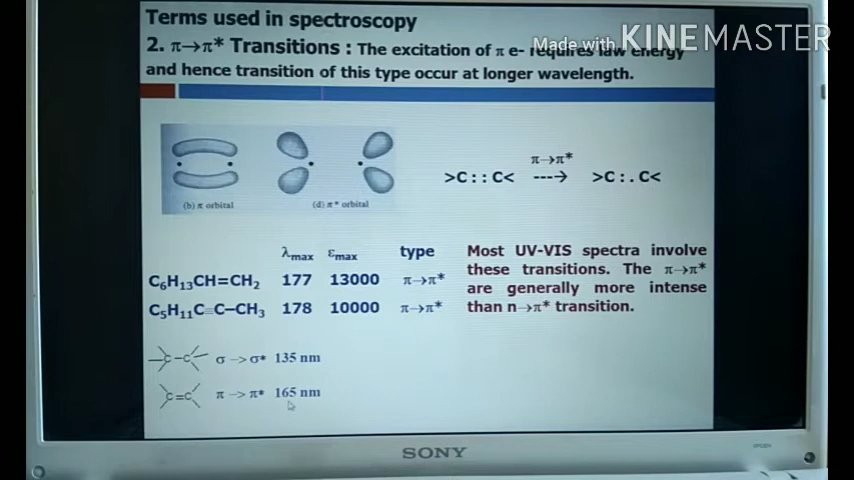 Terms used in spectroscopy
Made with KINEMASTER
2. π→π* Transitions : The excitation of π e- requires law energy
and hence transition of this type occur at longer wavelength.
(b) π orbital
(d) π* orbital
>C : : C< π→π* ---→ >C : . C<
λmax εmax type
C6H13CH=CH2 177 13000 π→π*
C5H11C≡C–CH3 178 10000 π→π*
Most UV-VIS spectra involve
these transitions. The π→π*
are generally more intense
than n→π* transition.
C–C σ –> σ* 135 nm
C=C π –> π* 165 nm
SONY